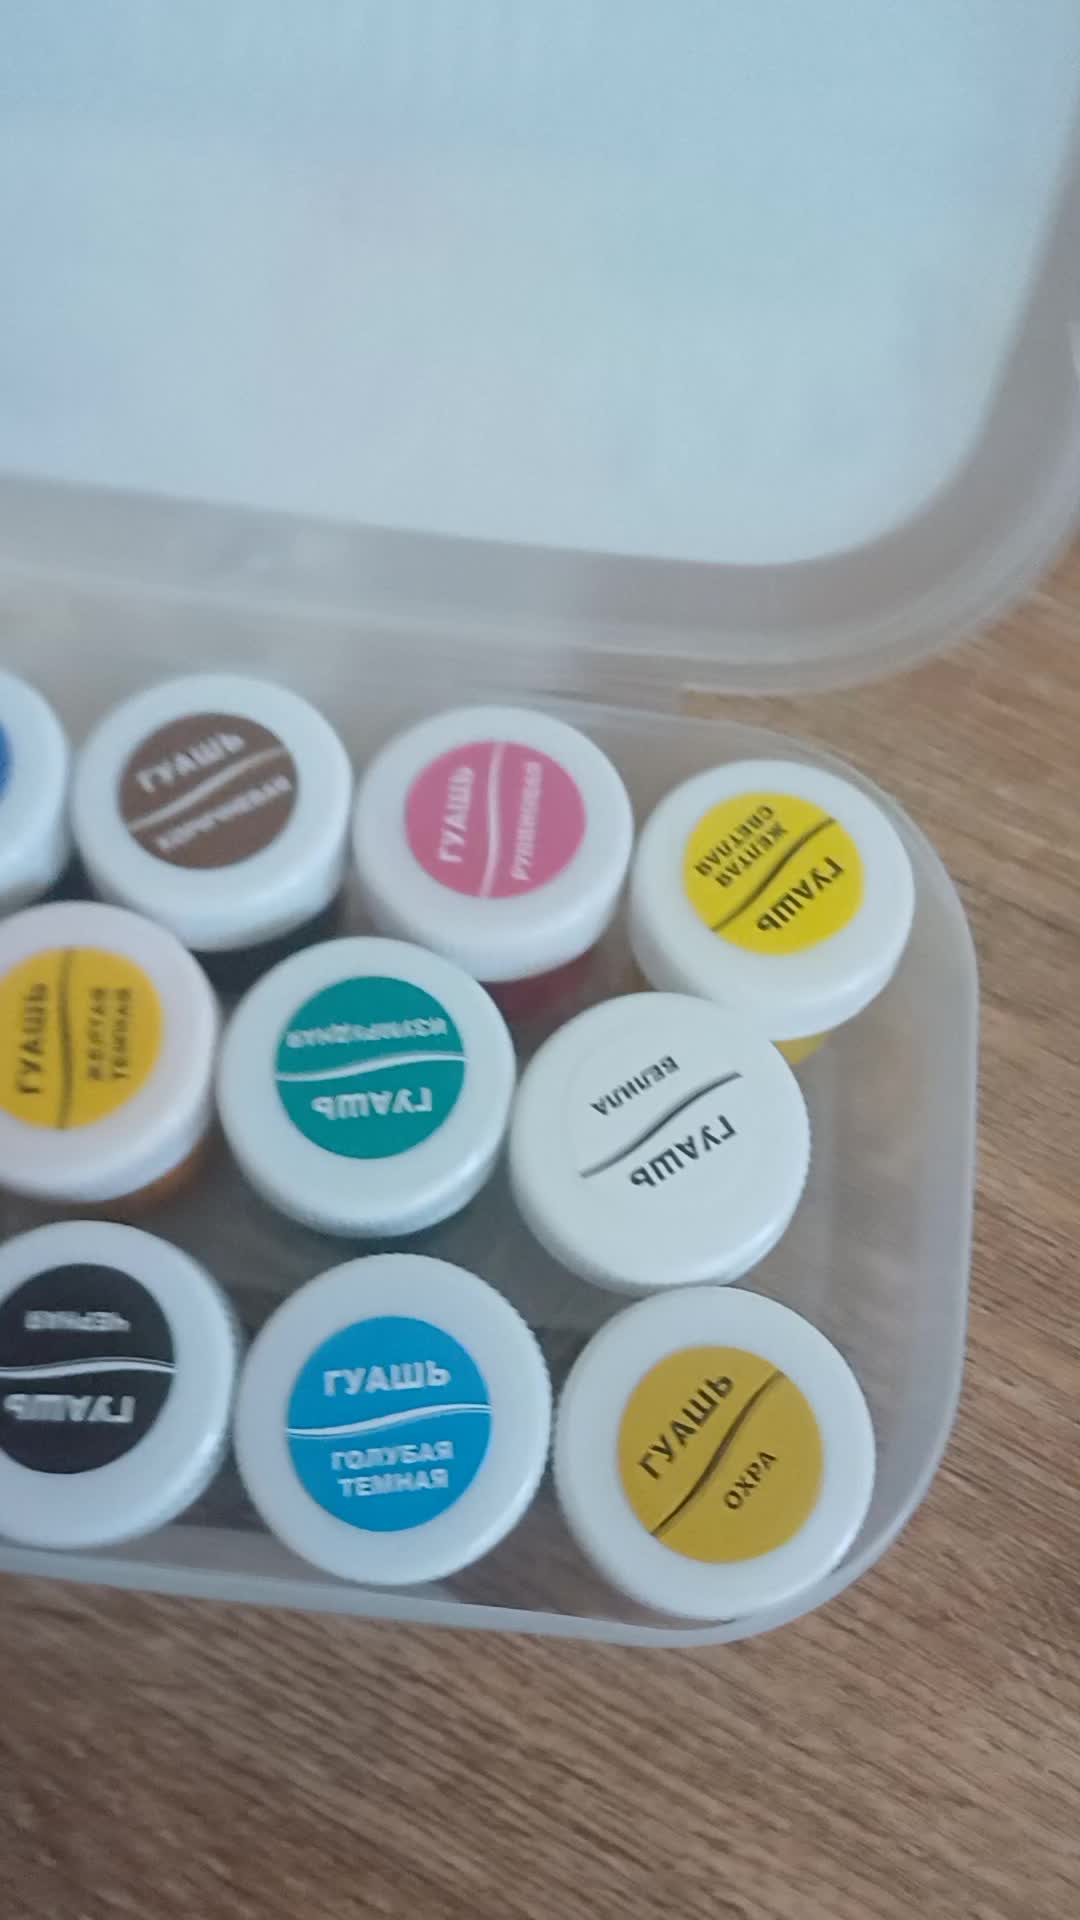 ГУАШЬ
КОРИЧНЕВАЯ
ГУАШЬ
РУБИНОВАЯ
ГУАШЬ
ЖЕЛТАЯ
СВЕТЛАЯ
ГУАШЬ
ЖЕЛТАЯ
ТЕМНАЯ
ГУАШЬ
ИЗУМРУДНАЯ
ГУАШЬ
БЕЛИЛА
ГУАШЬ
ЧЕРНАЯ
ГУАШЬ
ГОЛУБАЯ
ТЕМНАЯ
ГУАШЬ
ОХРА